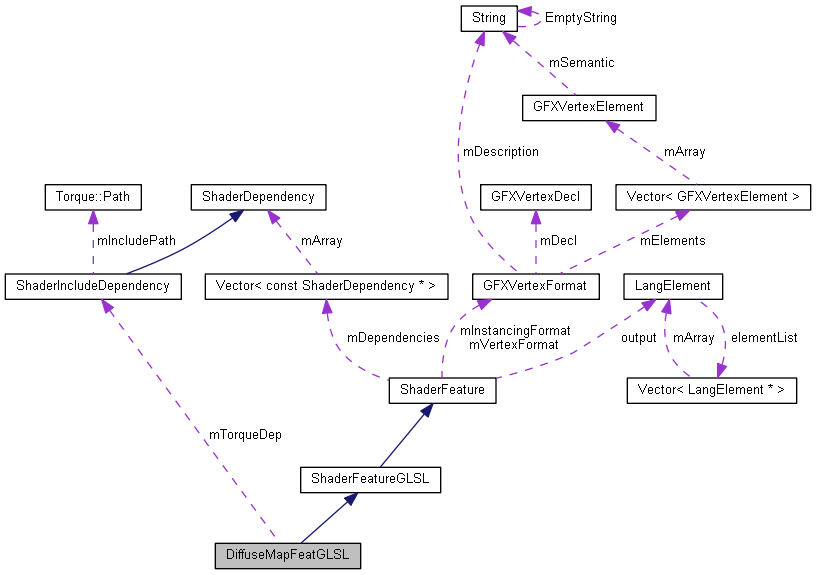 String
EmptyString
mSemantic
GFXVertexElement
mDescription
mArray
Torque::Path
ShaderDependency
GFXVertexDecl
Vector< GFXVertexElement >
mIncludePath
mArray
mDecl
mElements
ShaderIncludeDependency
Vector< const ShaderDependency * >
GFXVertexFormat
LangElement
mDependencies
mInstancingFormat
mVertexFormat
output
mArray
elementList
ShaderFeature
Vector< LangElement * >
mTorqueDep
ShaderFeatureGLSL
DiffuseMapFeatGLSL